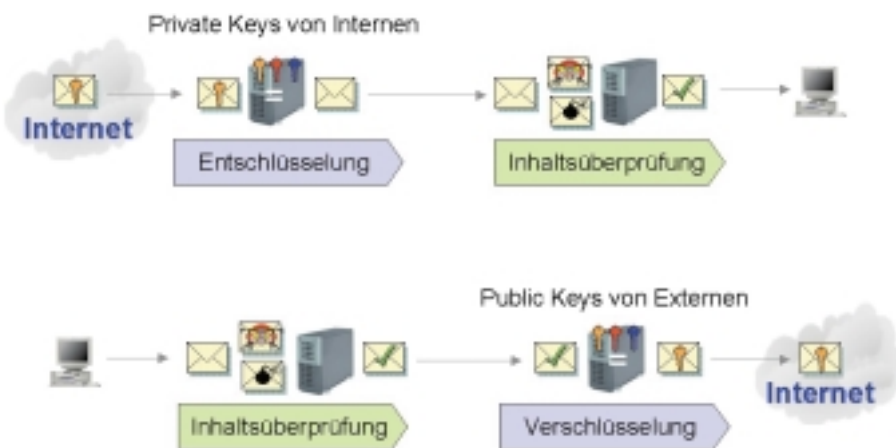 Private Keys von Internen
Internet
Entschlüsselung
Inhaltsüberprüfung
Public Keys von Externen
Internet
Inhaltsüberprüfung
Verschlüsselung